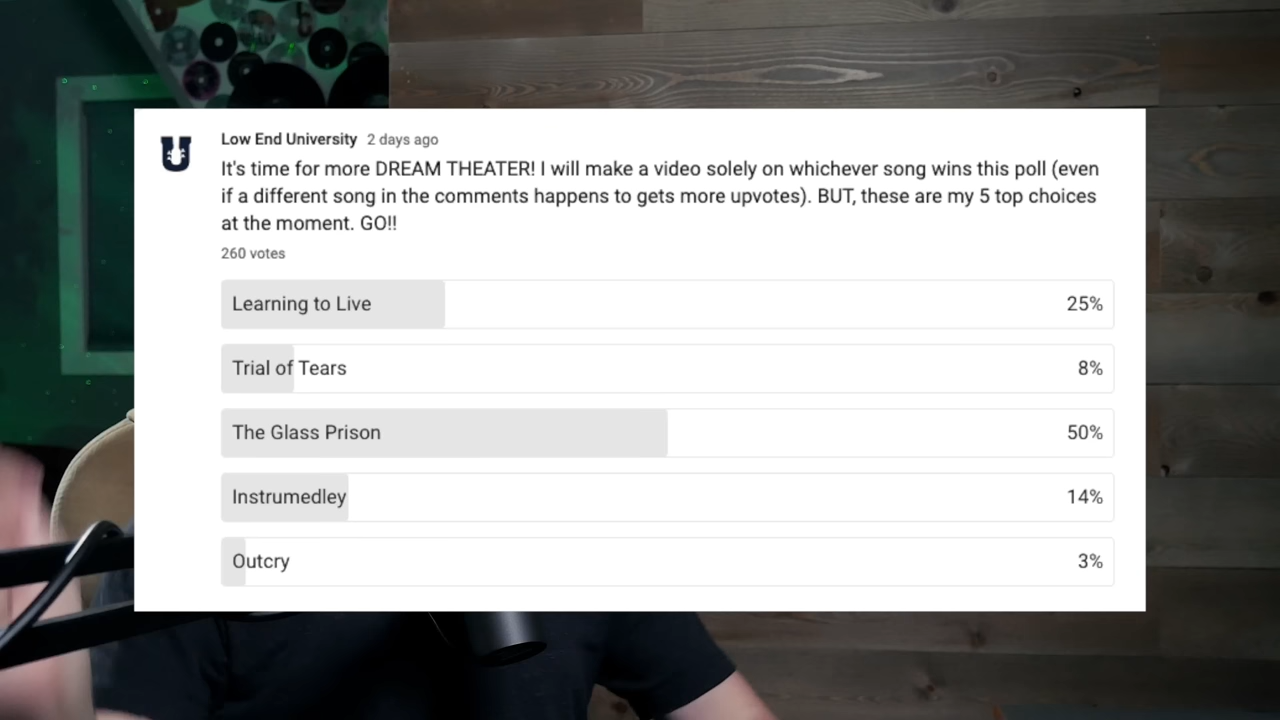 Low End University 2 days ago
It's time for more DREAM THEATER! I will make a video solely on whichever song wins this poll (even
if a different song in the comments happens to gets more upvotes). BUT, these are my 5 top choices
at the moment. GO!!
260 votes
Learning to Live 25%
Trial of Tears 8%
The Glass Prison 50%
Instrumedley 14%
Outcry 3%